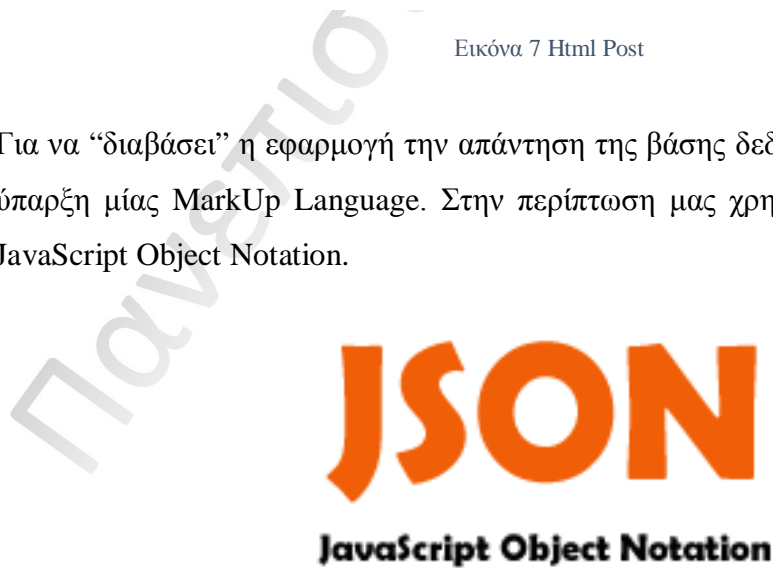 Εικόνα 7 Html Post
Για να “διαβάσει” η εφαρμογή την απάντηση της βάσης δεδ
ύπαρξη μίας MarkUp Language. Στην περίπτωση μας χρη
JavaScript Object Notation.
Πανεπισ
JSON
JavaScript Object Notation